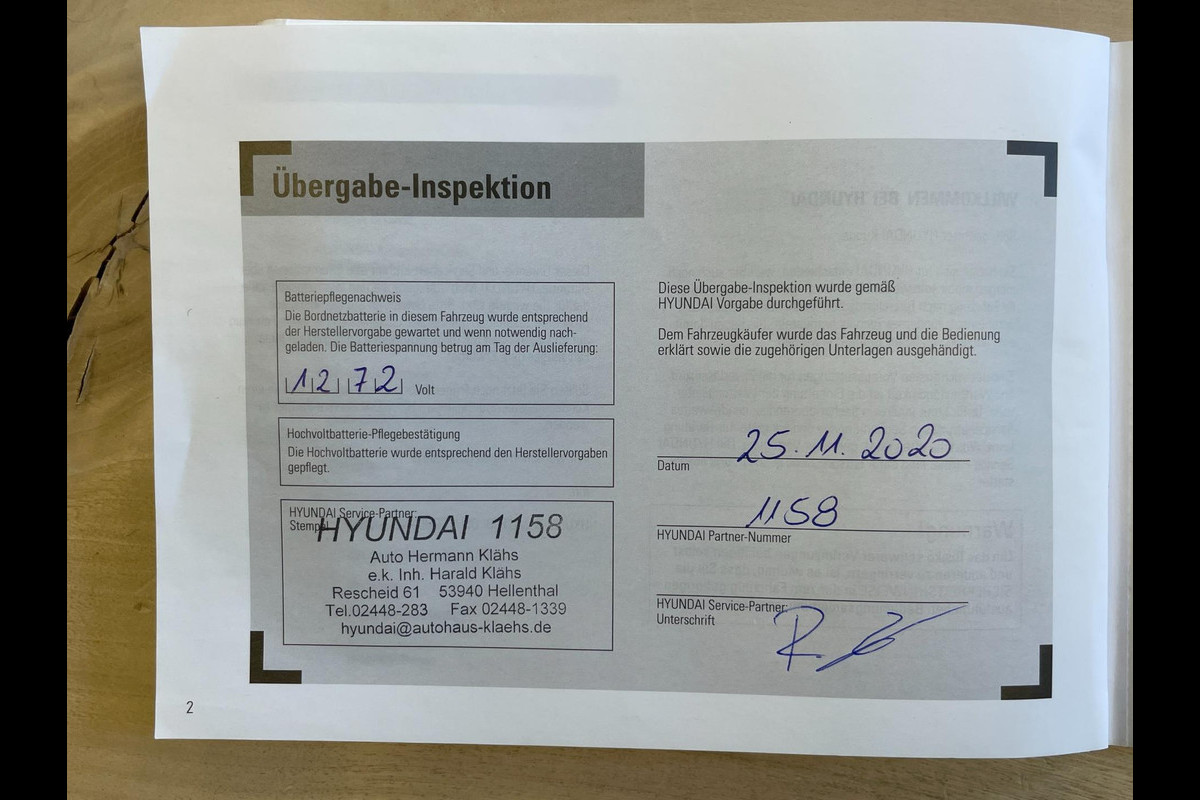 Übergabe-Inspektion
Batteriepflegenachweis
Die Bordnetzbatterie in diesem Fahrzeug wurde entsprechend
der Herstellervorgabe gewartet und wenn notwendig nach-
geladen. Die Batteriespannung betrug am Tag der Auslieferung:
12 72 Volt
Hochvoltbatterie-Pflegebestätigung
Die Hochvoltbatterie wurde entsprechend den Herstellervorgaben
gepflegt.
HYUNDAI Service-Partner:
Stempel
HYUNDAI 1158
Auto Hermann Klähs
e.k. Inh. Harald Klähs
Rescheid 61 53940 Hellenthal
Tel.02448-283 Fax 02448-1339
hyundai@autohaus-klaehs.de
Diese Übergabe-Inspektion wurde gemäß
HYUNDAI Vorgabe durchgeführt.
Dem Fahrzeugkäufer wurde das Fahrzeug und die Bedienung
erklärt sowie die zugehörigen Unterlagen ausgehändigt.
25.11.2020
Datum
1158
HYUNDAI Partner-Nummer
HYUNDAI Service-Partner:
Unterschrift
2